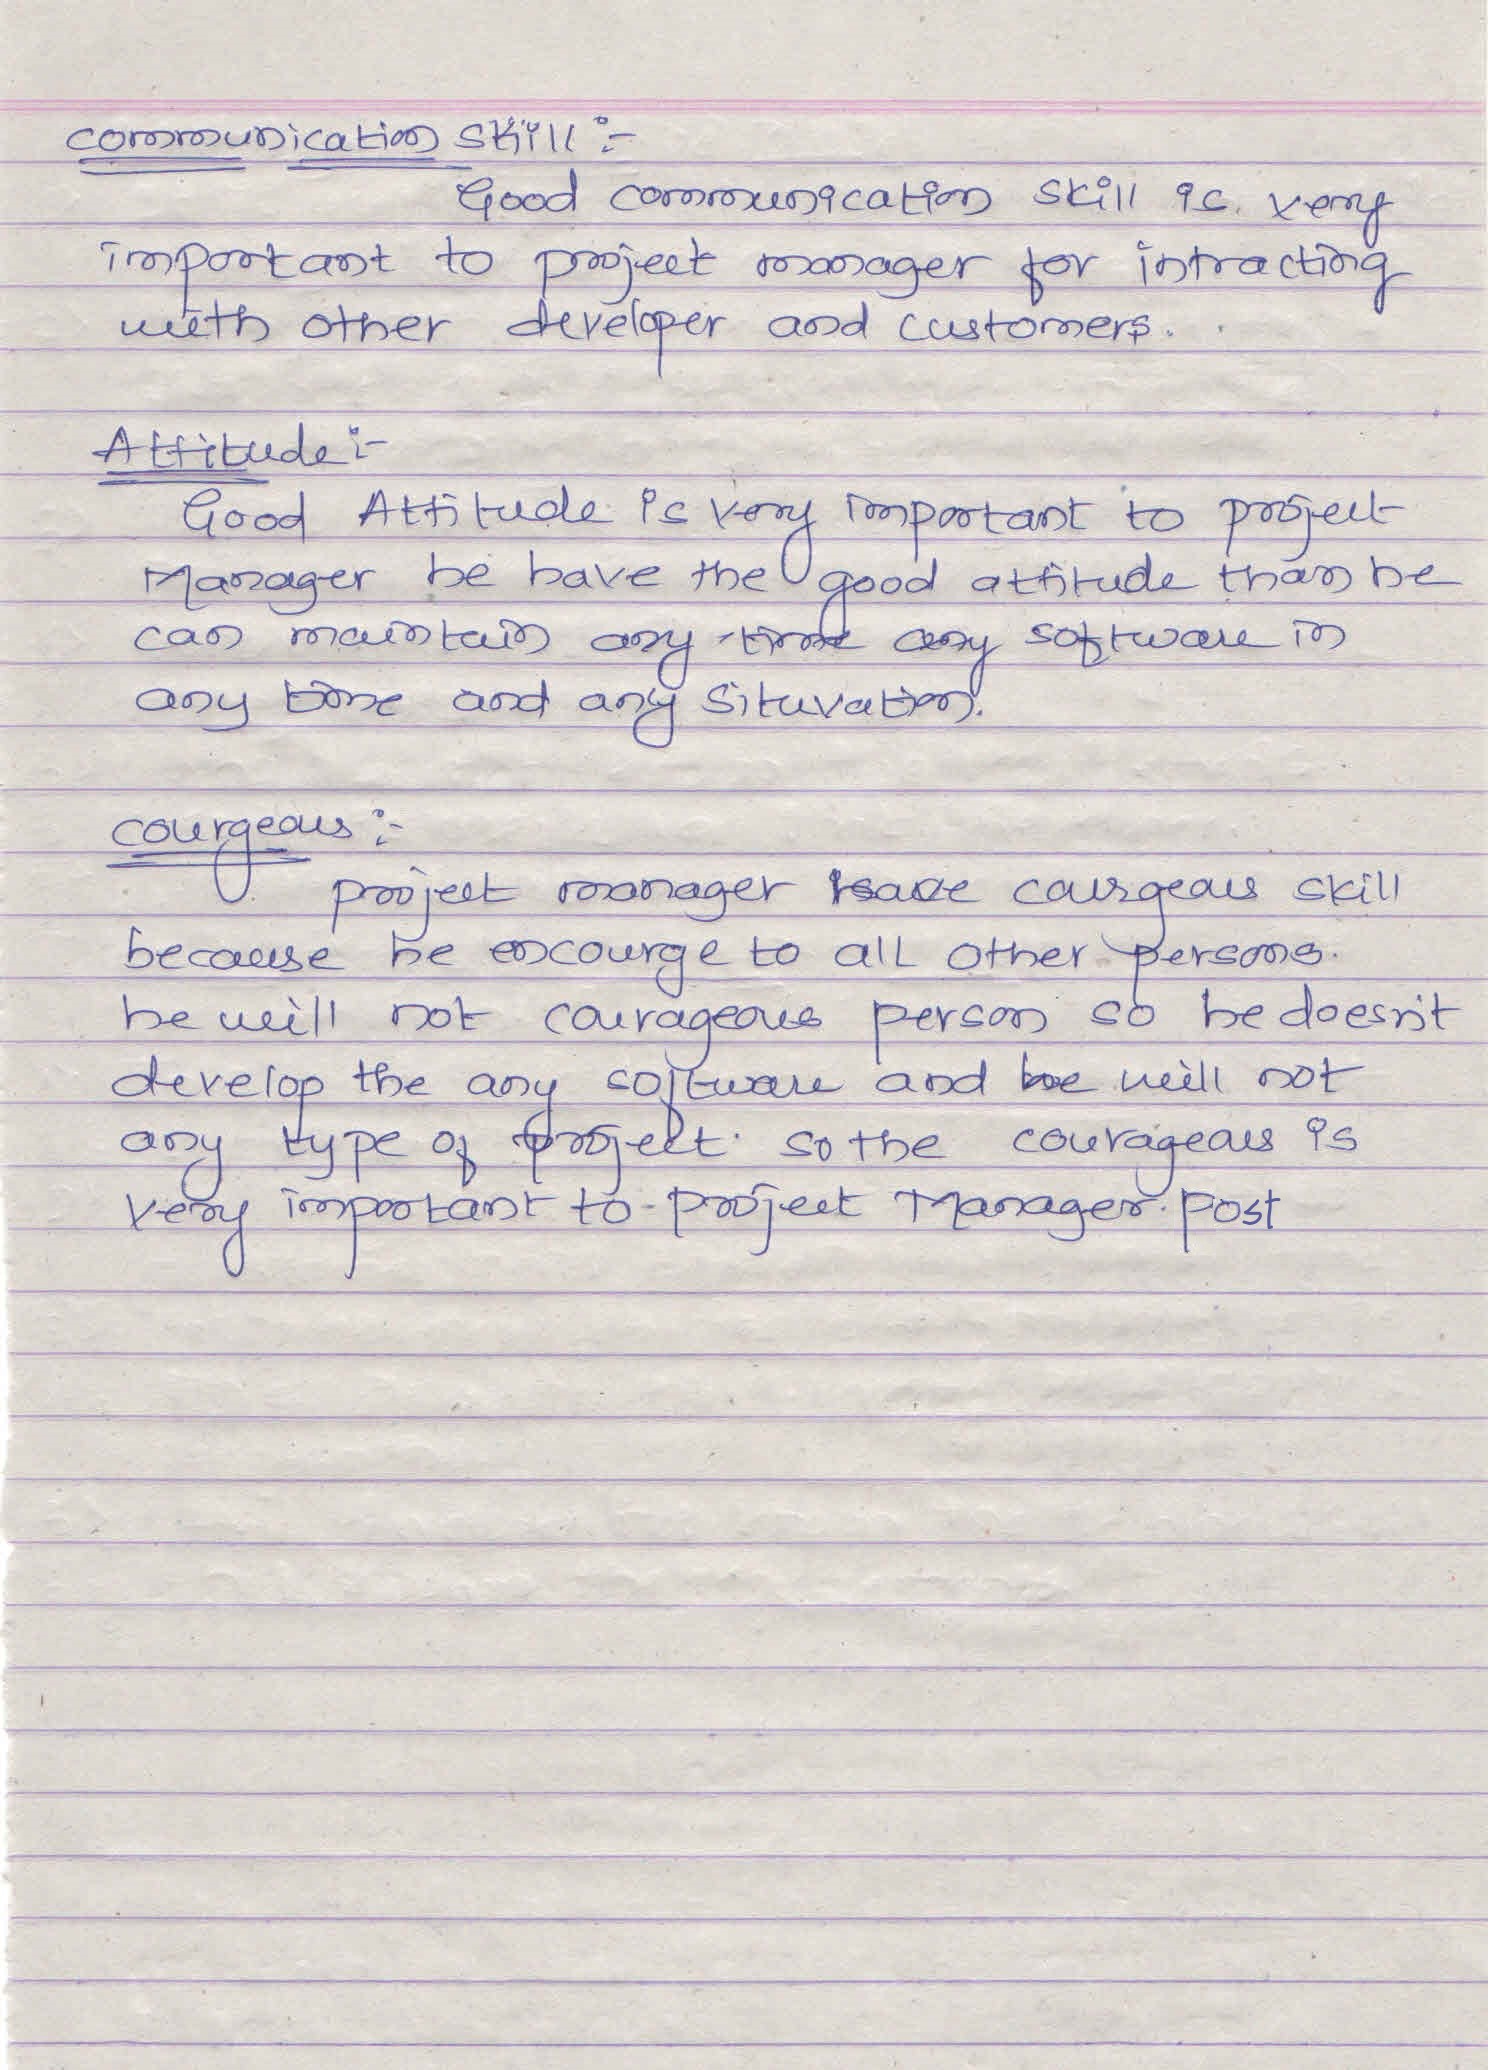 communication skill :-
Good communication skill is very
important to project manager for intracting
with other developer and customers.
Attitude :-
Good Attitude is very important to project
Manager he have the good attitude than he
can maintain any time any software in
any time and any situvation.
Courgeous :-
project manager have courgeous skill
because he encourge to all other persons.
he will not courageous person so he doesn't
develop the any software and he will not
any type of project. so the courageous is
very important to project Manager post